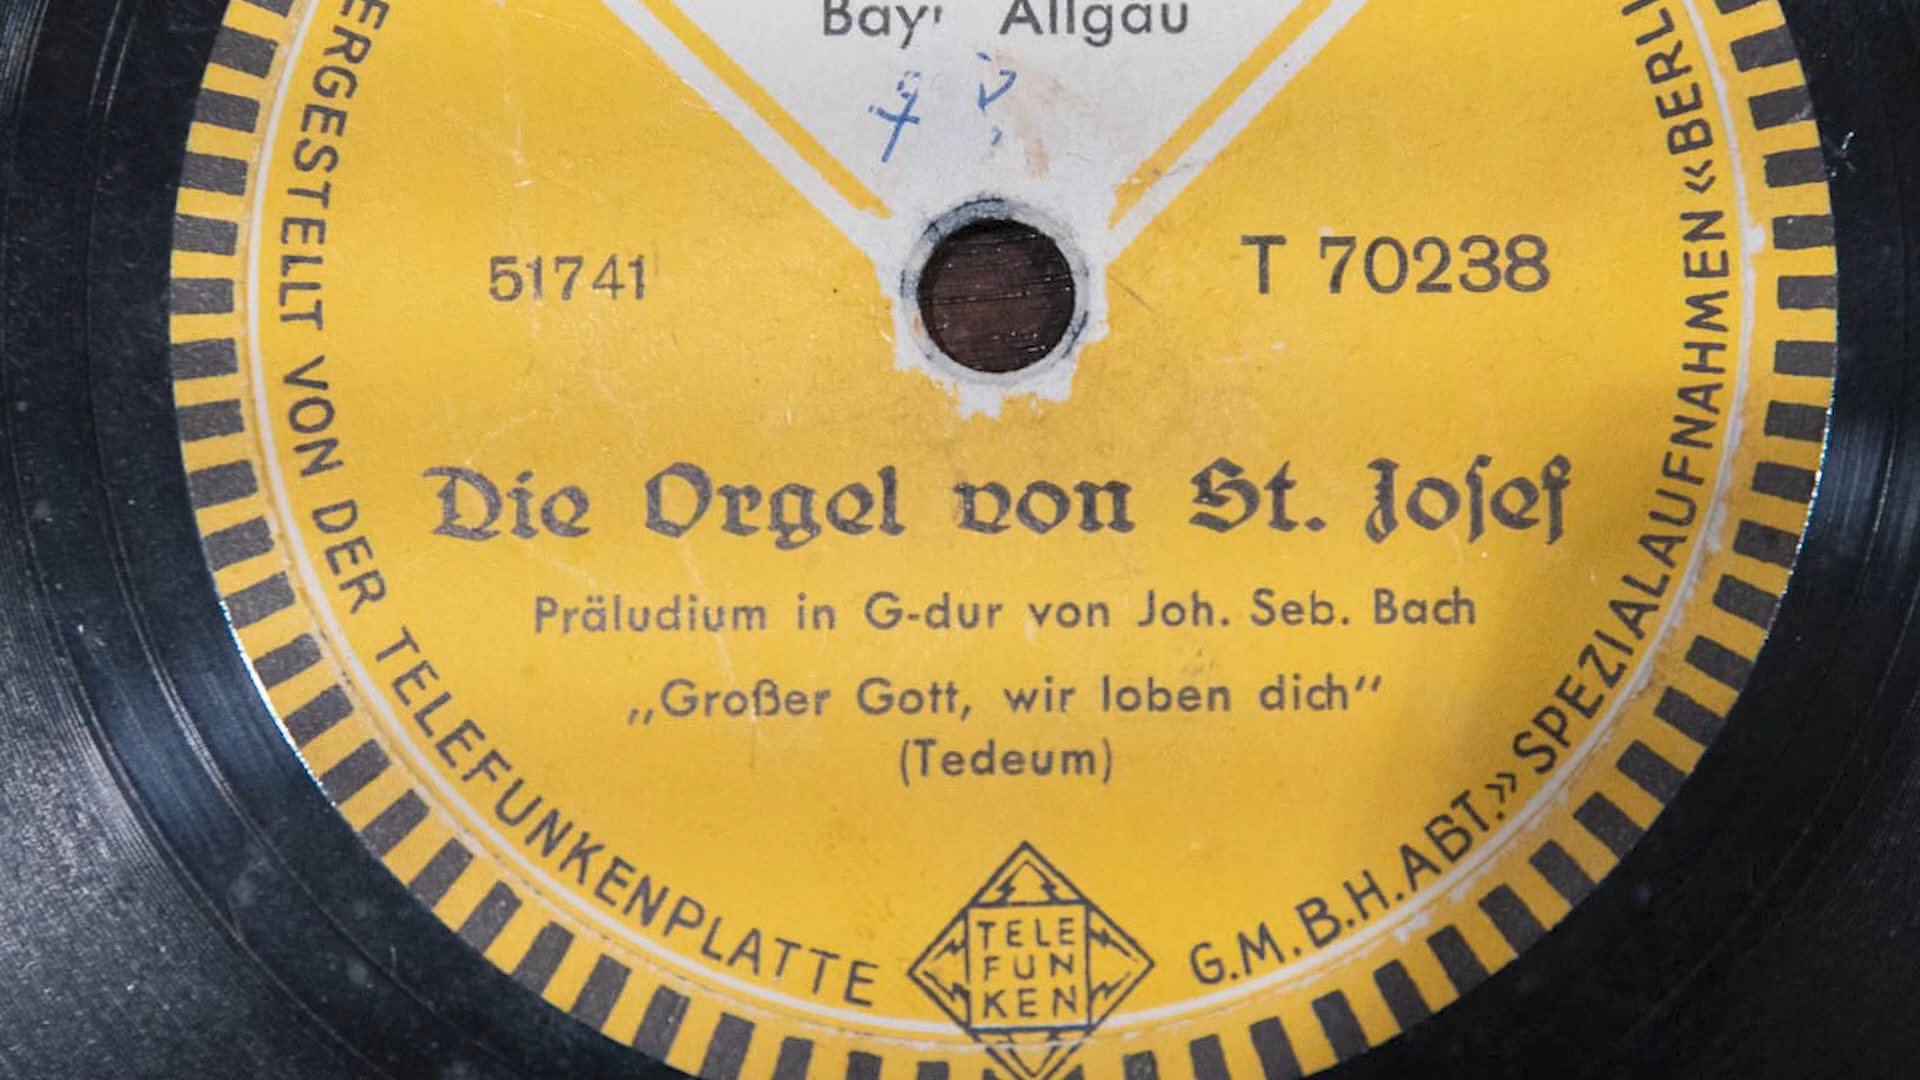 Bay. Allgäu
51741
T 70238
Die Orgel von St. Josef
Präludium in G-dur von Joh. Seb. Bach
„Großer Gott, wir loben dich“
(Tedeum)
TELE
FUN
KEN
ERGESTELLT VON DER TELEFUNKENPLATTE G.M.B.H.ABT.» SPEZIALAUFNAHMEN «BERLI